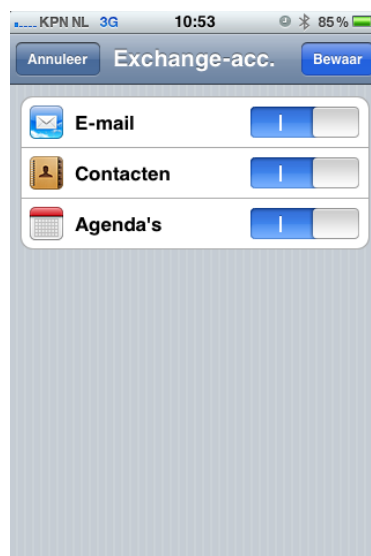 KPN NL 3G 10:53 85 %
Annuleer Exchange-acc. Bewaar
E-mail
Contacten
Agenda's